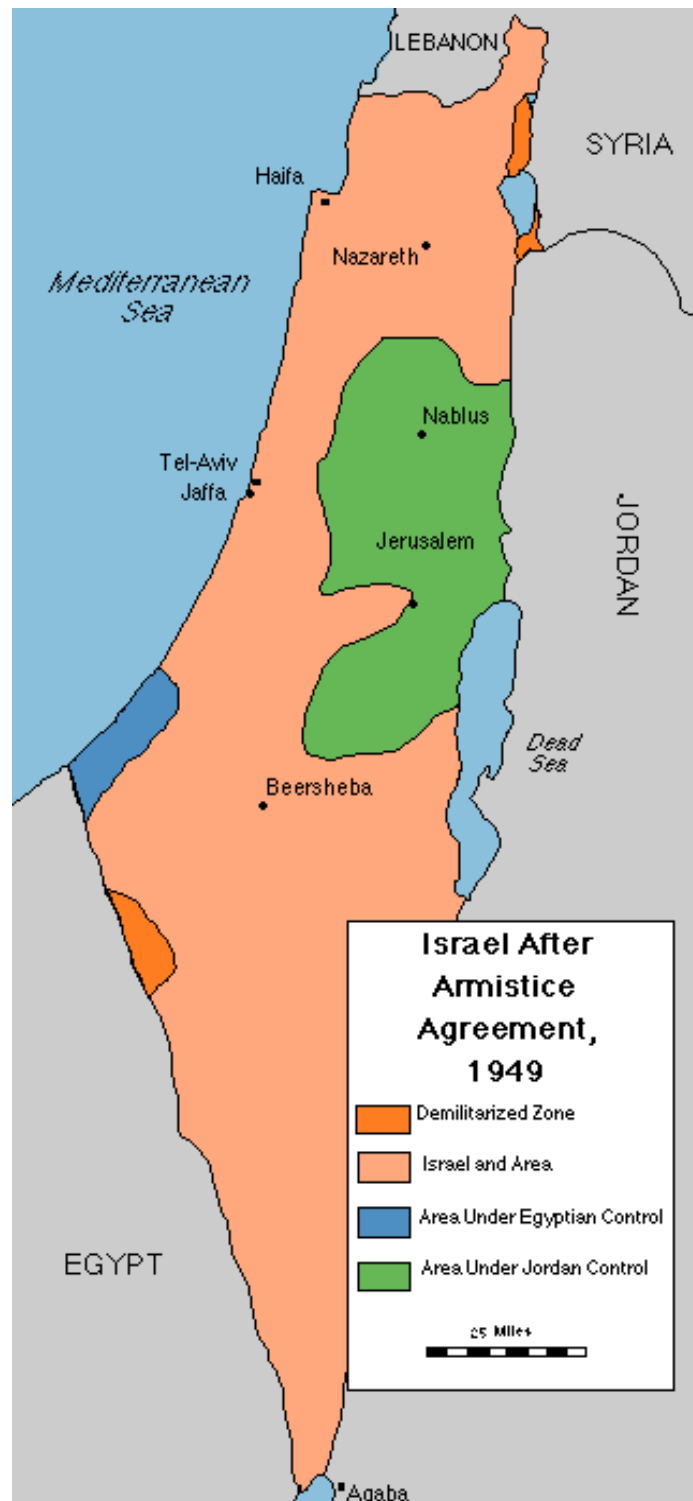 LEBANON
SYRIA
Haifa
Nazareth
Mediterranean
Sea
Nablus
Tel-Aviv
Jaffa
JORDAN
Jerusalem
Dead
Sea
Beersheba
Israel After
Armistice
Agreement,
1949
Demilitarized Zone
Israel and Area
Area Under Egyptian Control
Area Under Jordan Control
25 Miles
EGYPT
Aqaba